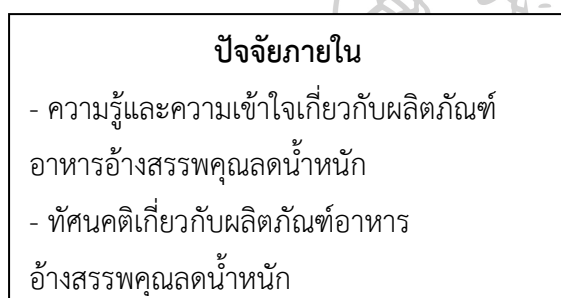 ปัจจัยภายใน
- ความรู้และความเข้าใจเกี่ยวกับผลิตภัณฑ์
อาหารอ้างสรรพคุณลดน้ำหนัก
- ทัศนคติเกี่ยวกับผลิตภัณฑ์อาหาร
อ้างสรรพคุณลดน้ำหนัก